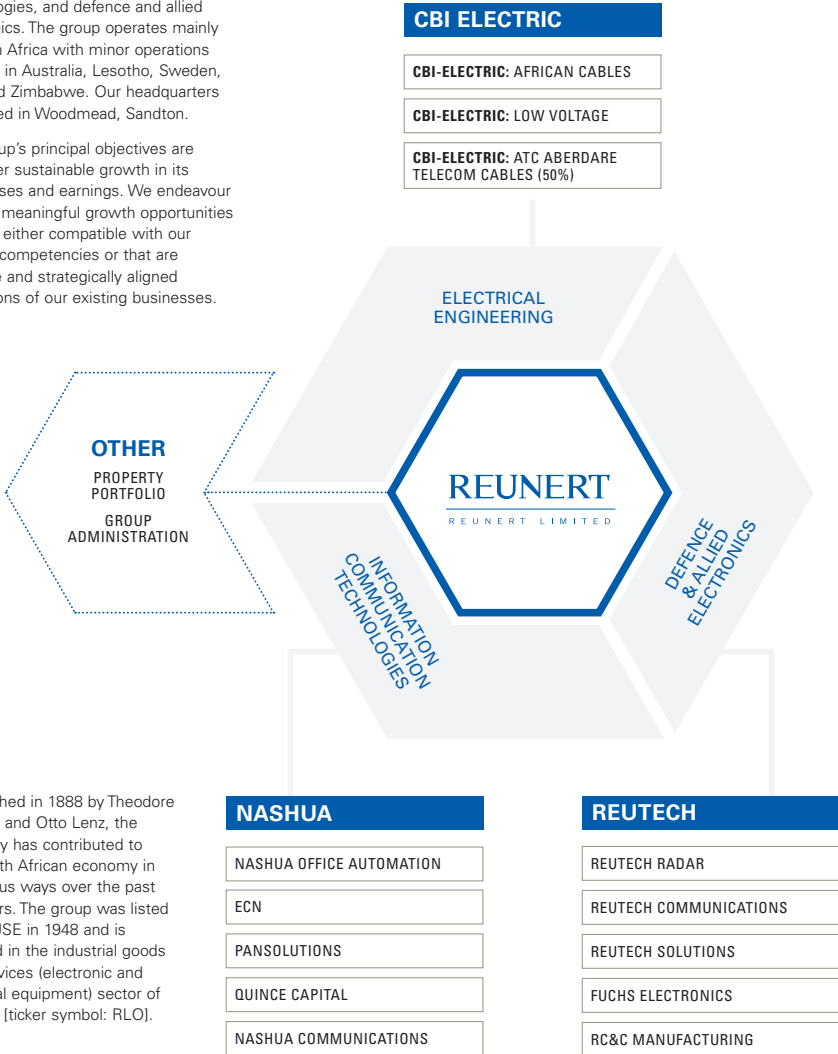 ogies, and defence and allied
nics. The group operates mainly
n Africa with minor operations
in Australia, Lesotho, Sweden,
d Zimbabwe. Our headquarters
ed in Woodmead, Sandton.
up's principal objectives are
er sustainable growth in its
ses and earnings. We endeavour
meaningful growth opportunities
either compatible with our
competencies or that are
e and strategically aligned
ons of our existing businesses.
CBI ELECTRIC
CBI-ELECTRIC: AFRICAN CABLES
CBI-ELECTRIC: LOW VOLTAGE
CBI-ELECTRIC: ATC ABERDARE
TELECOM CABLES (50%)
ELECTRICAL
ENGINEERING
OTHER
PROPERTY
PORTFOLIO
GROUP
ADMINISTRATION
REUNERT
REUNERT LIMITED
DEFENCE
& ALLIED
ELECTRONICS
INFORMATION
COMMUNICATION
TECHNOLOGIES
hed in 1888 by Theodore
and Otto Lenz, the
y has contributed to
th African economy in
us ways over the past
rs. The group was listed
JSE in 1948 and is
d in the industrial goods
vices (electronic and
al equipment) sector of
[ticker symbol: RLO].
NASHUA
NASHUA OFFICE AUTOMATION
ECN
PANSOLUTIONS
QUINCE CAPITAL
NASHUA COMMUNICATIONS
REUTECH
REUTECH RADAR
REUTECH COMMUNICATIONS
REUTECH SOLUTIONS
FUCHS ELECTRONICS
RC&C MANUFACTURING